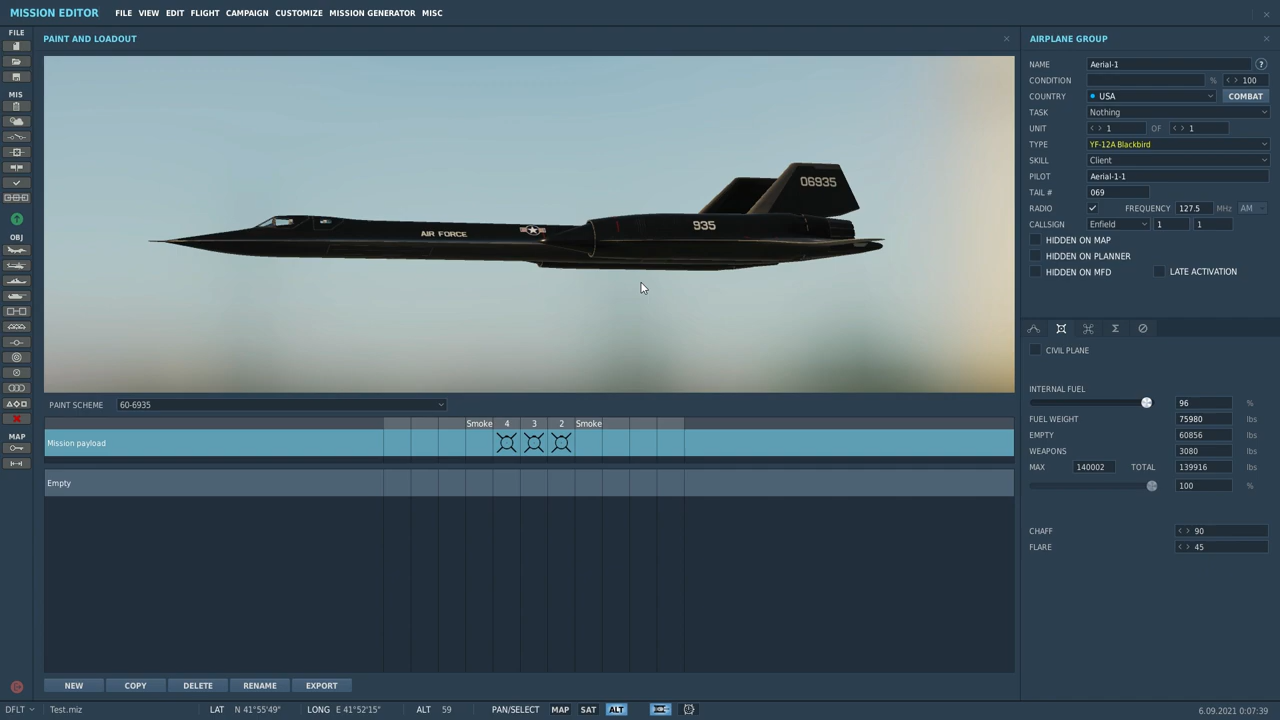 MISSION EDITOR FILE VIEW EDIT FLIGHT CAMPAIGN CUSTOMIZE MISSION GENERATOR MISC
FILE
MIS
OBJ
MAP
PAINT AND LOADOUT
AIR FORCE
935
06935
PAINT SCHEME 60-6935
Smoke 4 3 2 Smoke
Mission payload
Empty
NEW COPY DELETE RENAME EXPORT
AIRPLANE GROUP
NAME Aerial-1 ?
CONDITION % < > 100
COUNTRY USA COMBAT
TASK Nothing
UNIT < > 1 OF < > 1
TYPE YF-12A Blackbird
SKILL Client
PILOT Aerial-1-1
TAIL # 069
RADIO FREQUENCY 127.5 MHz AM
CALLSIGN Enfield 1 1
HIDDEN ON MAP
HIDDEN ON PLANNER
HIDDEN ON MFD LATE ACTIVATION
CIVIL PLANE
INTERNAL FUEL
96 %
FUEL WEIGHT 75980 lbs
EMPTY 60856 lbs
WEAPONS 3080 lbs
MAX 140002 TOTAL 139916 lbs
100 %
CHAFF < > 90
FLARE < > 45
DFLT Test.miz LAT N 41°55'49" LONG E 41°52'15" ALT 59 PAN/SELECT MAP SAT ALT 6.09.2021 0:07:39